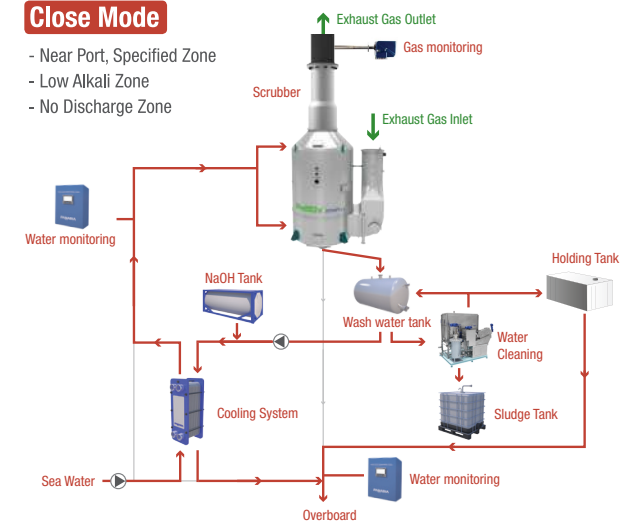 Close Mode
- Near Port, Specified Zone
- Low Alkali Zone
- No Discharge Zone
Exhaust Gas Outlet
Gas monitoring
Scrubber
Exhaust Gas Inlet
Water monitoring
NaOH Tank
Holding Tank
Wash water tank
Water
Cleaning
Cooling System
Sludge Tank
Sea Water
Water monitoring
Overboard